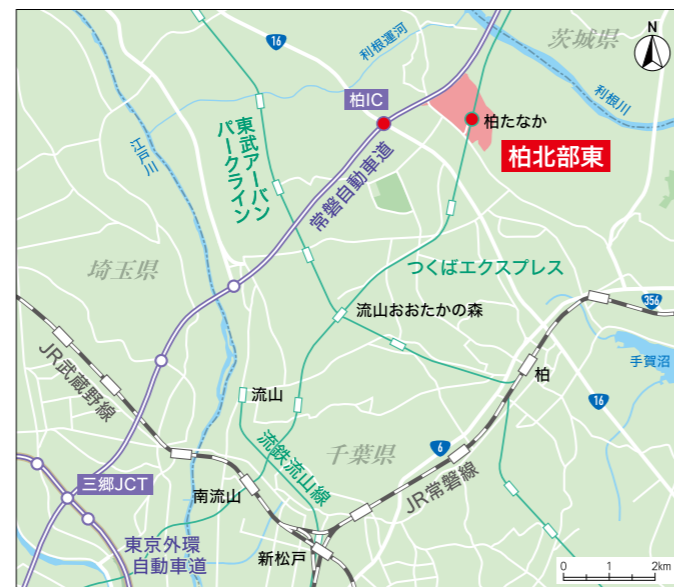 16
利根運河
茨城県
N
柏IC
利根川
東武アーバン
パークライン
江戸川
常磐自動車道
柏たなか
柏北部東
埼玉県
つくばエクスプレス
流山おおたかの森
356
JR武蔵野線
手賀沼
柏
流山
16
流鉄流山線
千葉県
6
三郷JCT
南流山
JR常磐線
東京外環
自動車道
新松戸
0 1 2km